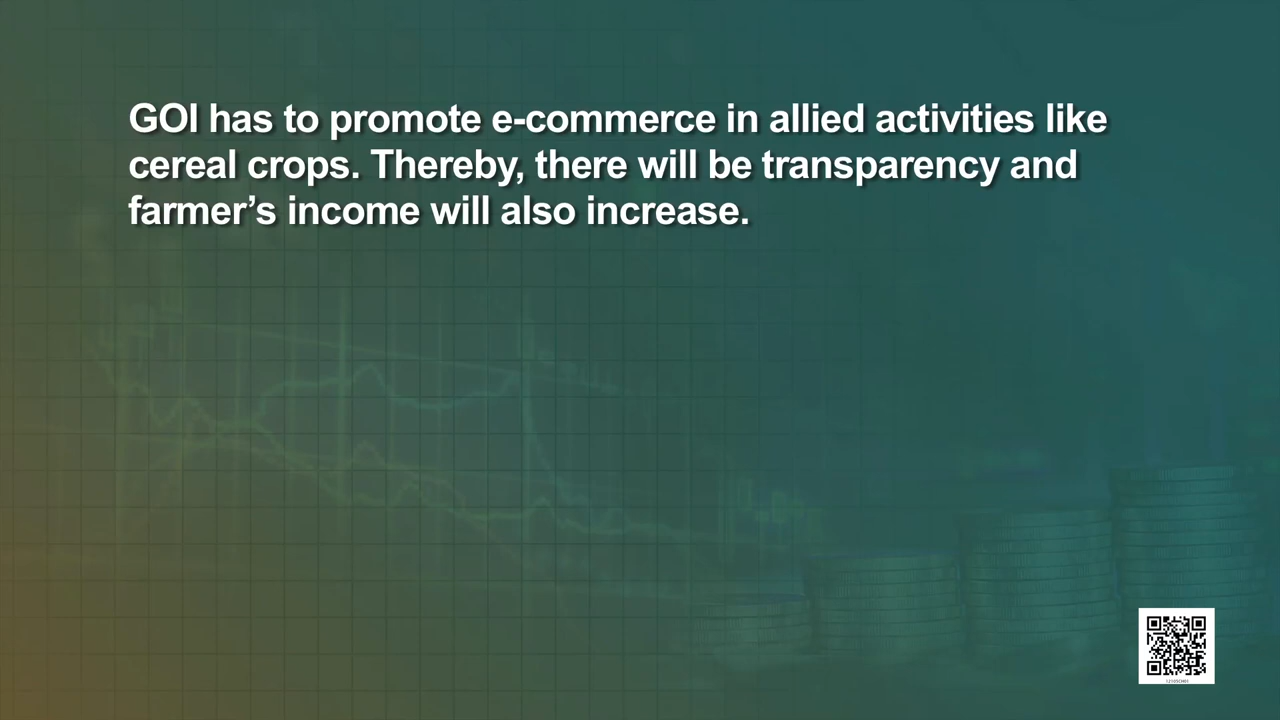 GOI has to promote e-commerce in allied activities like
cereal crops. Thereby, there will be transparency and
farmer’s income will also increase.